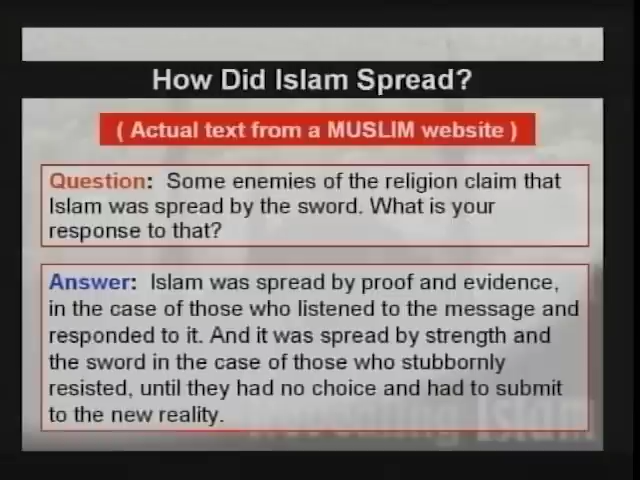 How Did Islam Spread?
( Actual text from a MUSLIM website )
Question: Some enemies of the religion claim that
Islam was spread by the sword. What is your
response to that?
Answer: Islam was spread by proof and evidence,
in the case of those who listened to the message and
responded to it. And it was spread by strength and
the sword in the case of those who stubbornly
resisted, until they had no choice and had to submit
to the new reality.
Islam